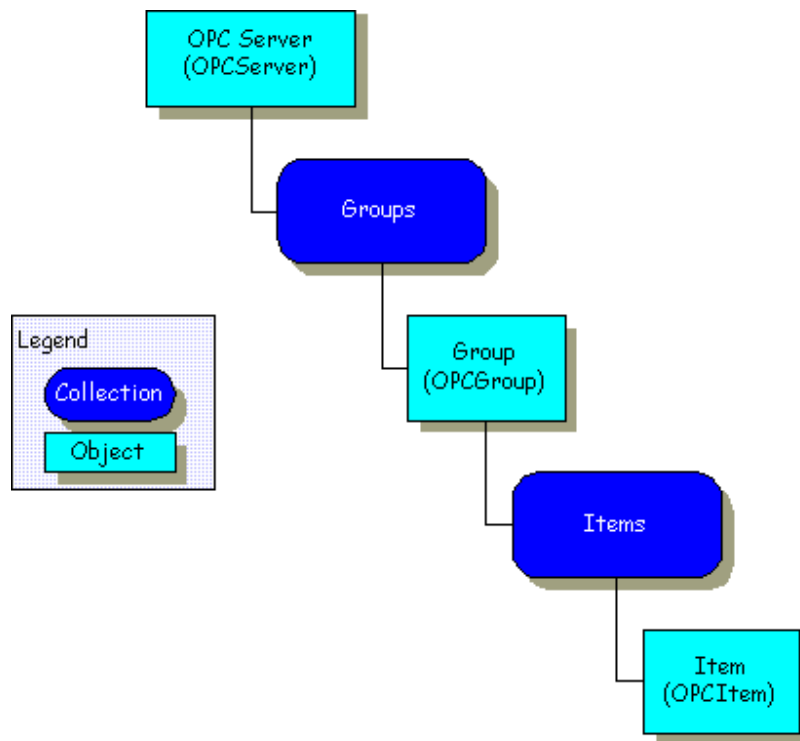 OPC Server
(OPCServer)
Groups
Group
(OPCGroup)
Legend
Collection
Object
Items
Item
(OPCItem)